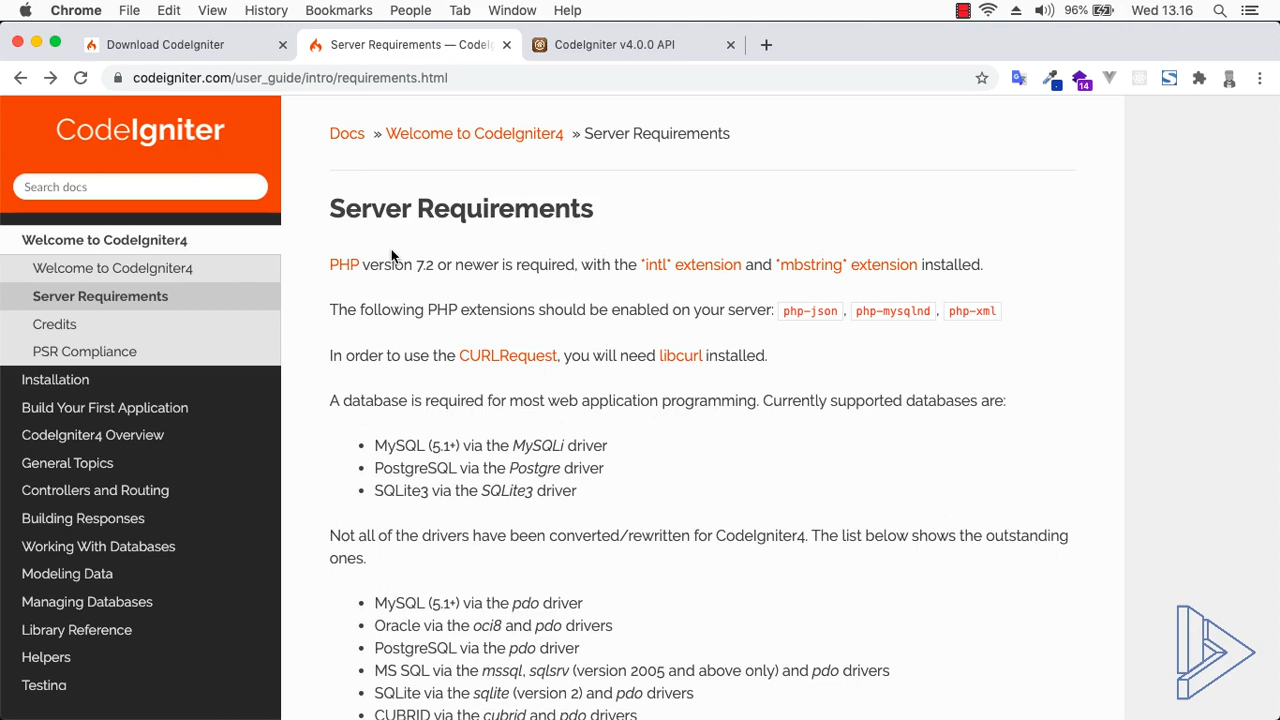 Chrome File Edit View History Bookmarks People Tab Window Help 96% Wed 13.16
Download CodeIgniter Server Requirements — CodeIg CodeIgniter v4.0.0 API
codeigniter.com/user_guide/intro/requirements.html 14
CodeIgniter
Search docs
Welcome to CodeIgniter4
Welcome to CodeIgniter4
Server Requirements
Credits
PSR Compliance
Installation
Build Your First Application
CodeIgniter4 Overview
General Topics
Controllers and Routing
Building Responses
Working With Databases
Modeling Data
Managing Databases
Library Reference
Helpers
Testing
Docs » Welcome to CodeIgniter4 » Server Requirements
Server Requirements
PHP version 7.2 or newer is required, with the *intl* extension and *mbstring* extension installed.
The following PHP extensions should be enabled on your server: php-json, php-mysqlnd, php-xml
In order to use the CURLRequest, you will need libcurl installed.
A database is required for most web application programming. Currently supported databases are:
• MySQL (5.1+) via the MySQLi driver
• PostgreSQL via the Postgre driver
• SQLite3 via the SQLite3 driver
Not all of the drivers have been converted/rewritten for CodeIgniter4. The list below shows the outstanding
ones.
• MySQL (5.1+) via the pdo driver
• Oracle via the oci8 and pdo drivers
• PostgreSQL via the pdo driver
• MS SQL via the mssql, sqlsrv (version 2005 and above only) and pdo drivers
• SQLite via the sqlite (version 2) and pdo drivers
• CUBRID via the cubrid and pdo drivers